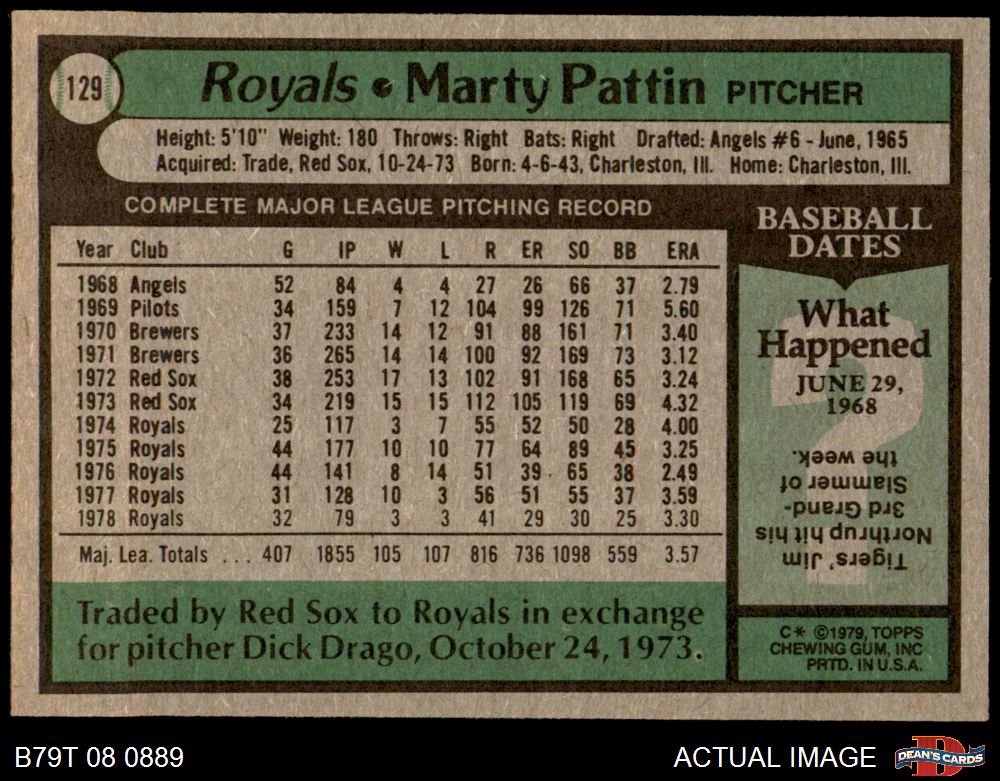 129
Royals • Marty Pattin PITCHER
Height: 5'10" Weight: 180 Throws: Right Bats: Right Drafted: Angels #6 - June, 1965
Acquired: Trade, Red Sox, 10-24-73 Born: 4-6-43, Charleston, Ill. Home: Charleston, Ill.
COMPLETE MAJOR LEAGUE PITCHING RECORD
Year Club G IP W L R ER SO BB ERA
1968 Angels 52 84 4 4 27 26 66 37 2.79
1969 Pilots 34 159 7 12 104 99 126 71 5.60
1970 Brewers 37 233 14 12 91 88 161 71 3.40
1971 Brewers 36 265 14 14 100 92 169 73 3.12
1972 Red Sox 38 253 17 13 102 91 168 65 3.24
1973 Red Sox 34 219 15 15 112 105 119 69 4.32
1974 Royals 25 117 3 7 55 52 50 28 4.00
1975 Royals 44 177 10 10 77 64 89 45 3.25
1976 Royals 44 141 8 14 51 39 65 38 2.49
1977 Royals 31 128 10 3 56 51 55 37 3.59
1978 Royals 32 79 3 3 41 29 30 25 3.30
Maj. Lea. Totals . . . 407 1855 105 107 816 736 1098 559 3.57
Traded by Red Sox to Royals in exchange
for pitcher Dick Drago, October 24, 1973.
BASEBALL
DATES
What
Happened
JUNE 29,
1968
Tigers' Jim
Northrup hit his
3rd Grand-
Slammer of
the week.
C* ©1979, TOPPS
CHEWING GUM, INC
PRTD. IN U.S.A.
B79T 08 0889
ACTUAL IMAGE
D
DEAN'S CARDS